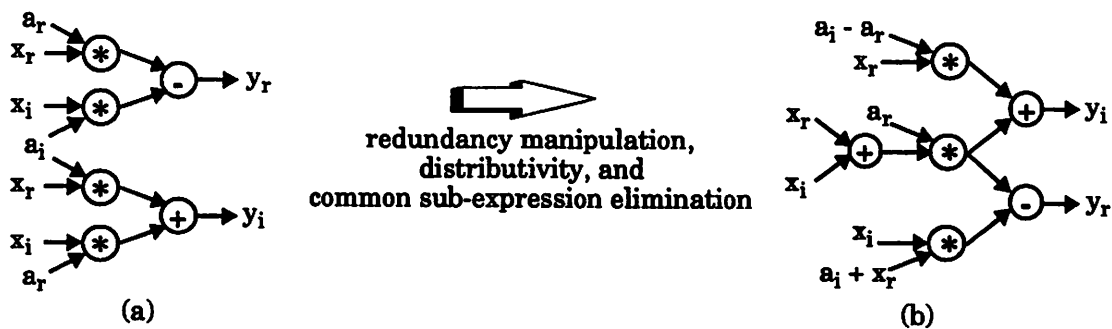 a_r
x_r
*
-
y_r
x_i
*
a_i
x_r
*
+
y_i
x_i
*
a_r
(a)
redundancy manipulation,
distributivity, and
common sub-expression elimination
a_i - a_r
x_r
*
+
y_i
x_r
a_r
+
*
x_i
-
y_r
x_i
*
a_i + x_r
(b)